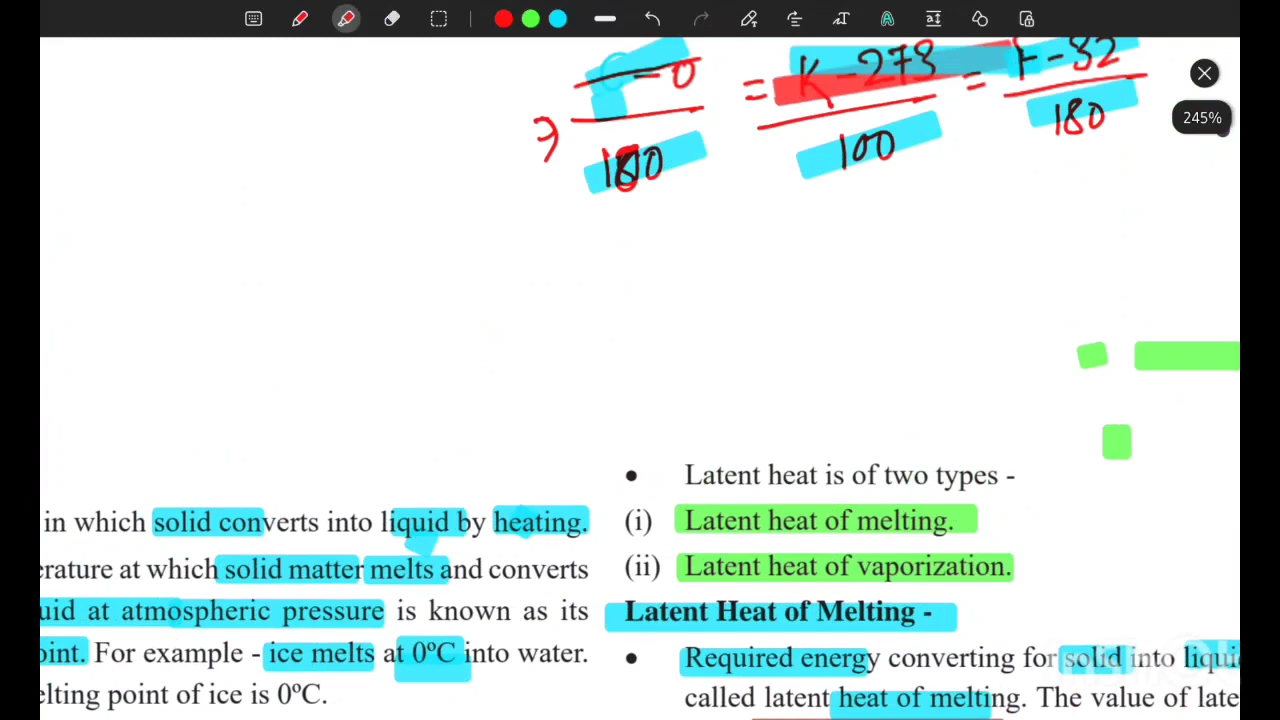 245%
⇒ C - 0 / 100 = K - 273 / 100 = F - 32 / 180
in which solid converts into liquid by heating.
erature at which solid matter melts and converts
uid at atmospheric pressure is known as its
oint. For example - ice melts at 0ºC into water.
elting point of ice is 0ºC.
• Latent heat is of two types -
(i) Latent heat of melting.
(ii) Latent heat of vaporization.
Latent Heat of Melting -
• Required energy converting for solid into liqui
called latent heat of melting. The value of late